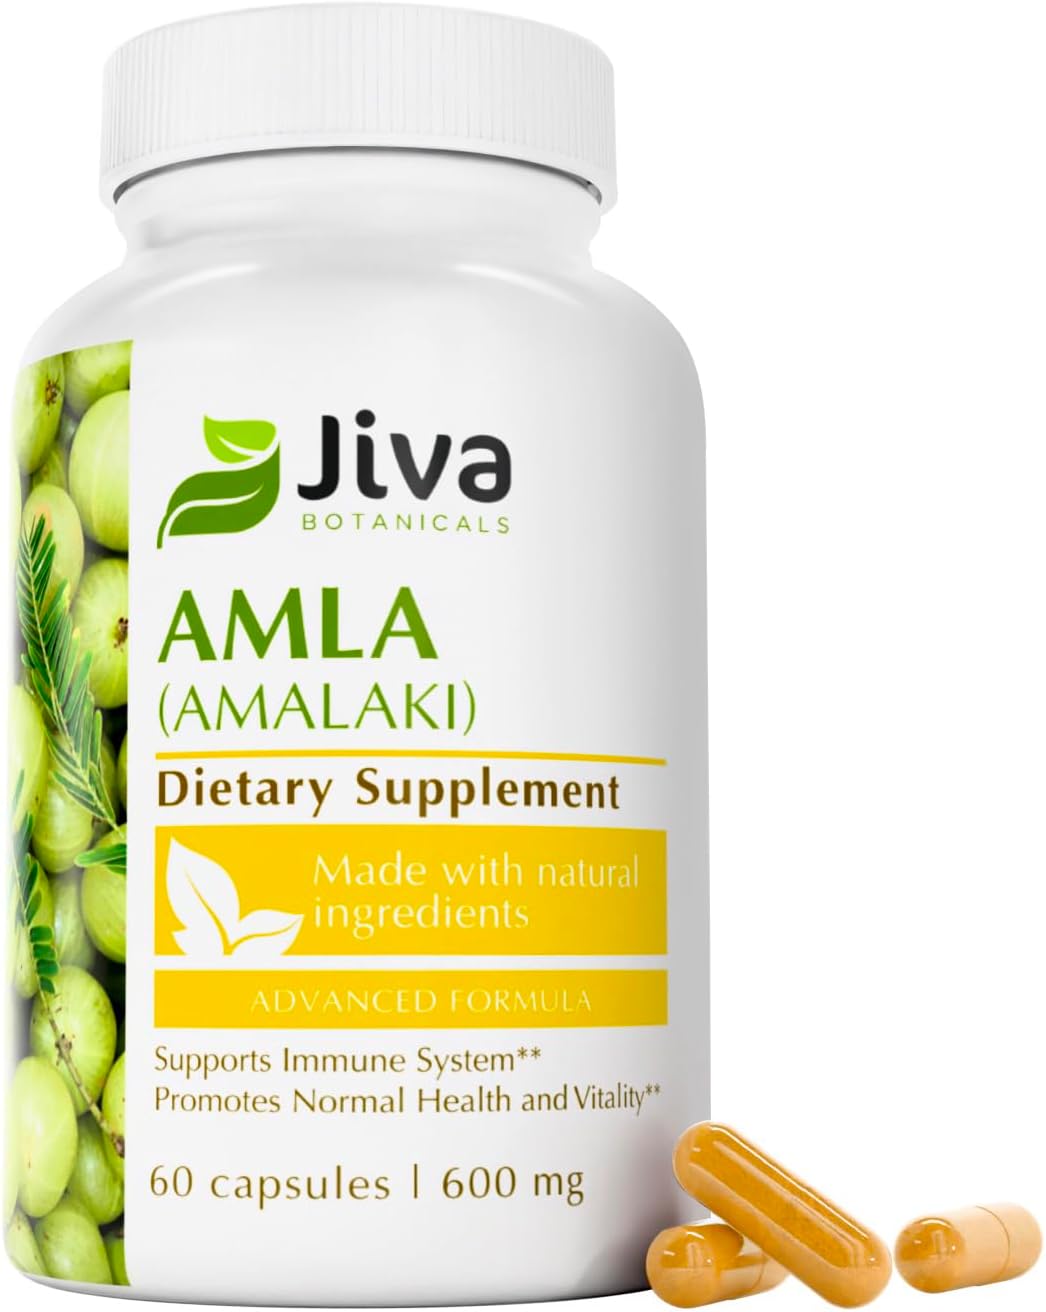 Jiva
BOTANICALS
AMLA
(AMALAKI)
Dietary Supplement
Made with natural
ingredients
ADVANCED FORMULA
Supports Immune System**
Promotes Normal Health and Vitality**
60 capsules | 600 mg